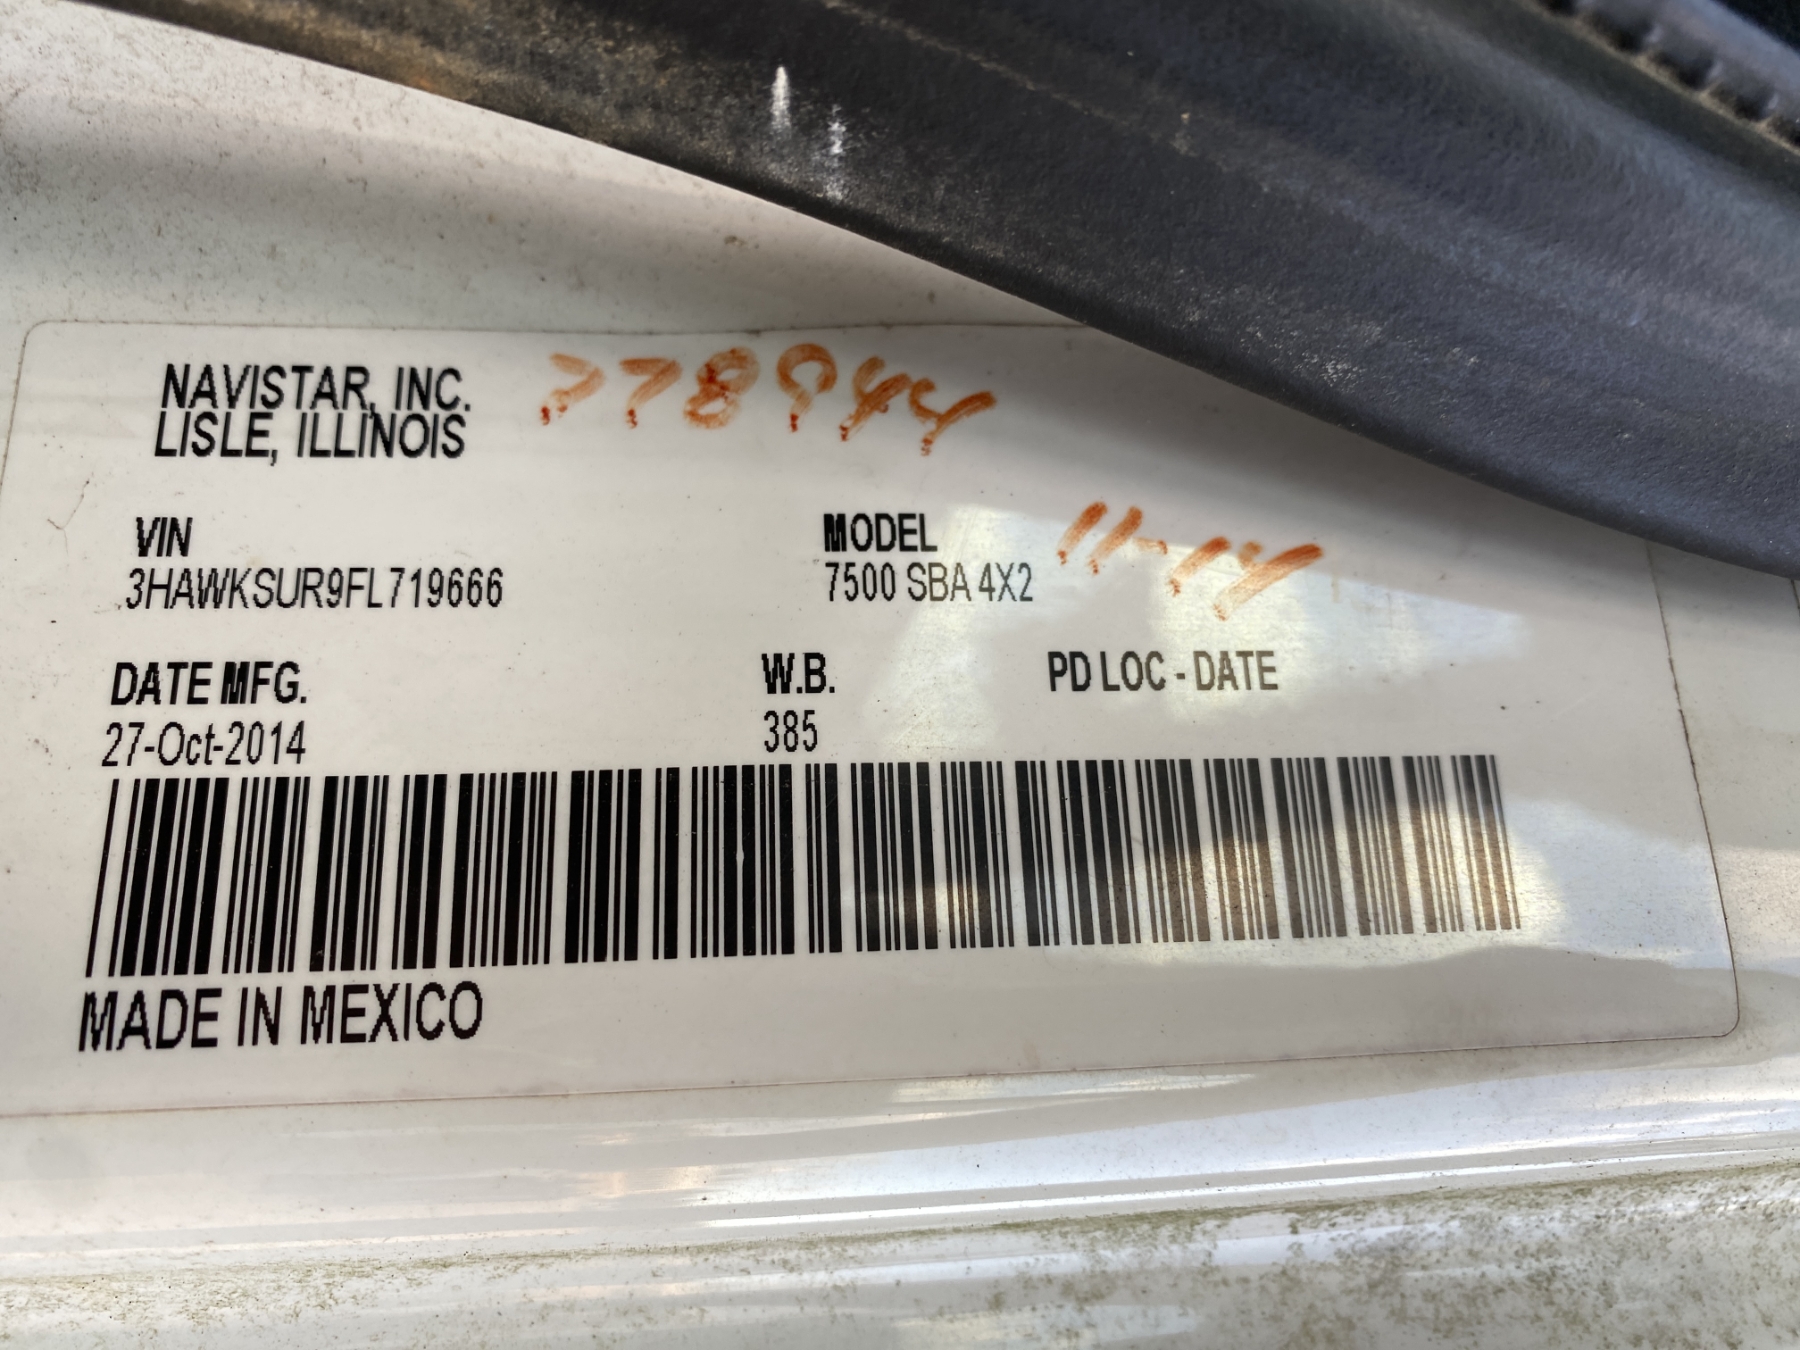 NAVISTAR, INC.
LISLE, ILLINOIS
778944
VIN
3HAWKSUR9FL719666
MODEL
7500 SBA 4X2
11-14
DATE MFG.
27-Oct-2014
W.B.
385
PD LOC - DATE
MADE IN MEXICO